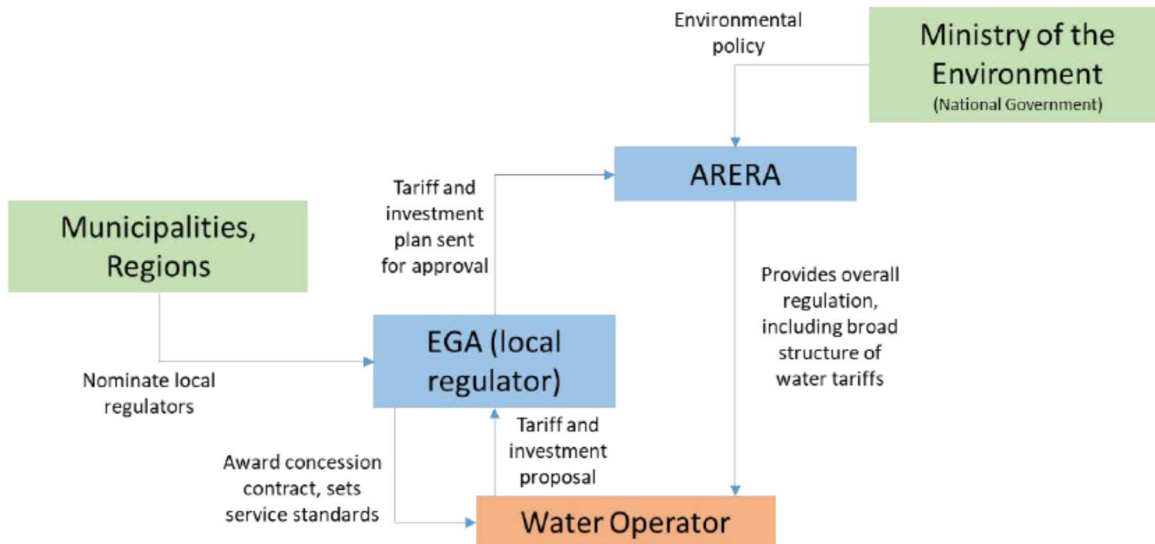 Environmental
policy
Ministry of the
Environment
(National Government)
ARERA
Tariff and
investment
plan sent
for approval
Municipalities,
Regions
Provides overall
regulation,
including broad
structure of
water tariffs
EGA (local
regulator)
Nominate local
regulators
Tariff and
investment
proposal
Award concession
contract, sets
service standards
Water Operator